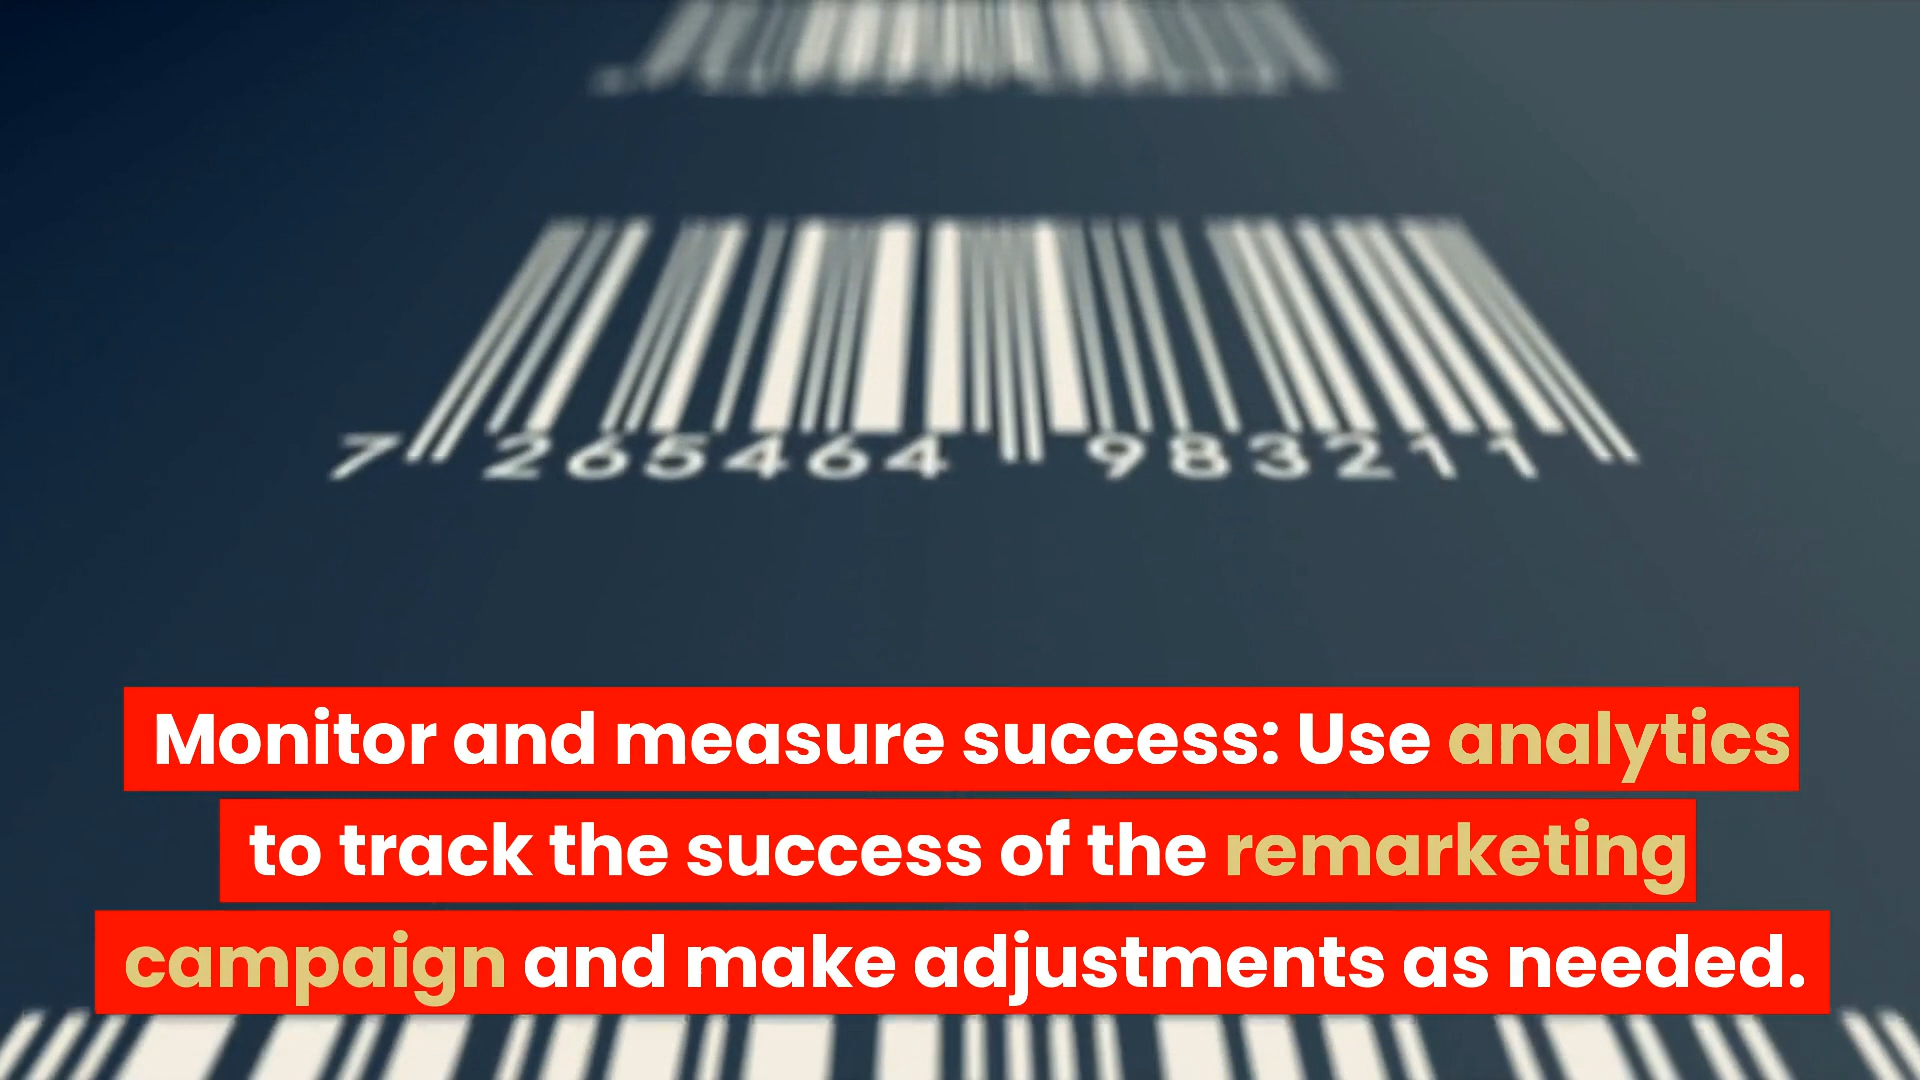 7 265464 983211
Monitor and measure success: Use analytics
to track the success of the remarketing
campaign and make adjustments as needed.